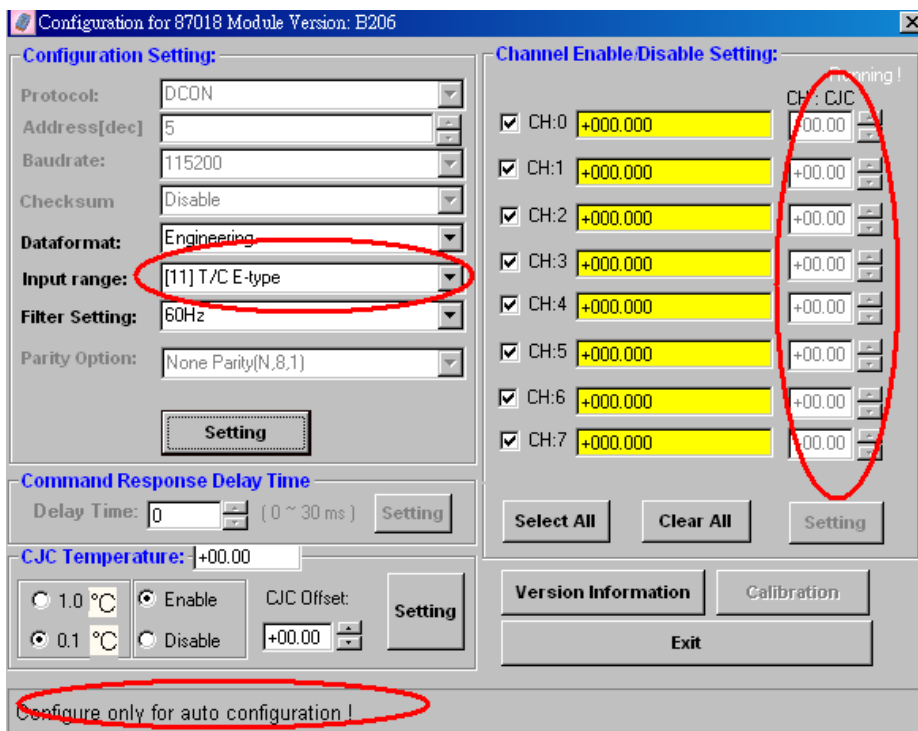 Configuration for 87018 Module Version: B206
Configuration Setting:
Protocol: DCON
Address[dec] 5
Baudrate: 115200
Checksum Disable
Dataformat: Engineering
Input range: [11] T/C E-type
Filter Setting: 60Hz
Parity Option: None Parity(N,8,1)
Setting
Command Response Delay Time
Delay Time: 0 ( 0 ~ 30 ms ) Setting
CJC Temperature: +00.00
1.0 °C Enable CJC Offset: Setting
0.1 °C Disable +00.00
Channel Enable/Disable Setting:
Running !
CH : CJC
CH:0 +000.000 +00.00
CH:1 +000.000 +00.00
CH:2 +000.000 +00.00
CH:3 +000.000 +00.00
CH:4 +000.000 +00.00
CH:5 +000.000 +00.00
CH:6 +000.000 +00.00
CH:7 +000.000 +00.00
Select All Clear All Setting
Version Information Calibration
Exit
Configure only for auto configuration !